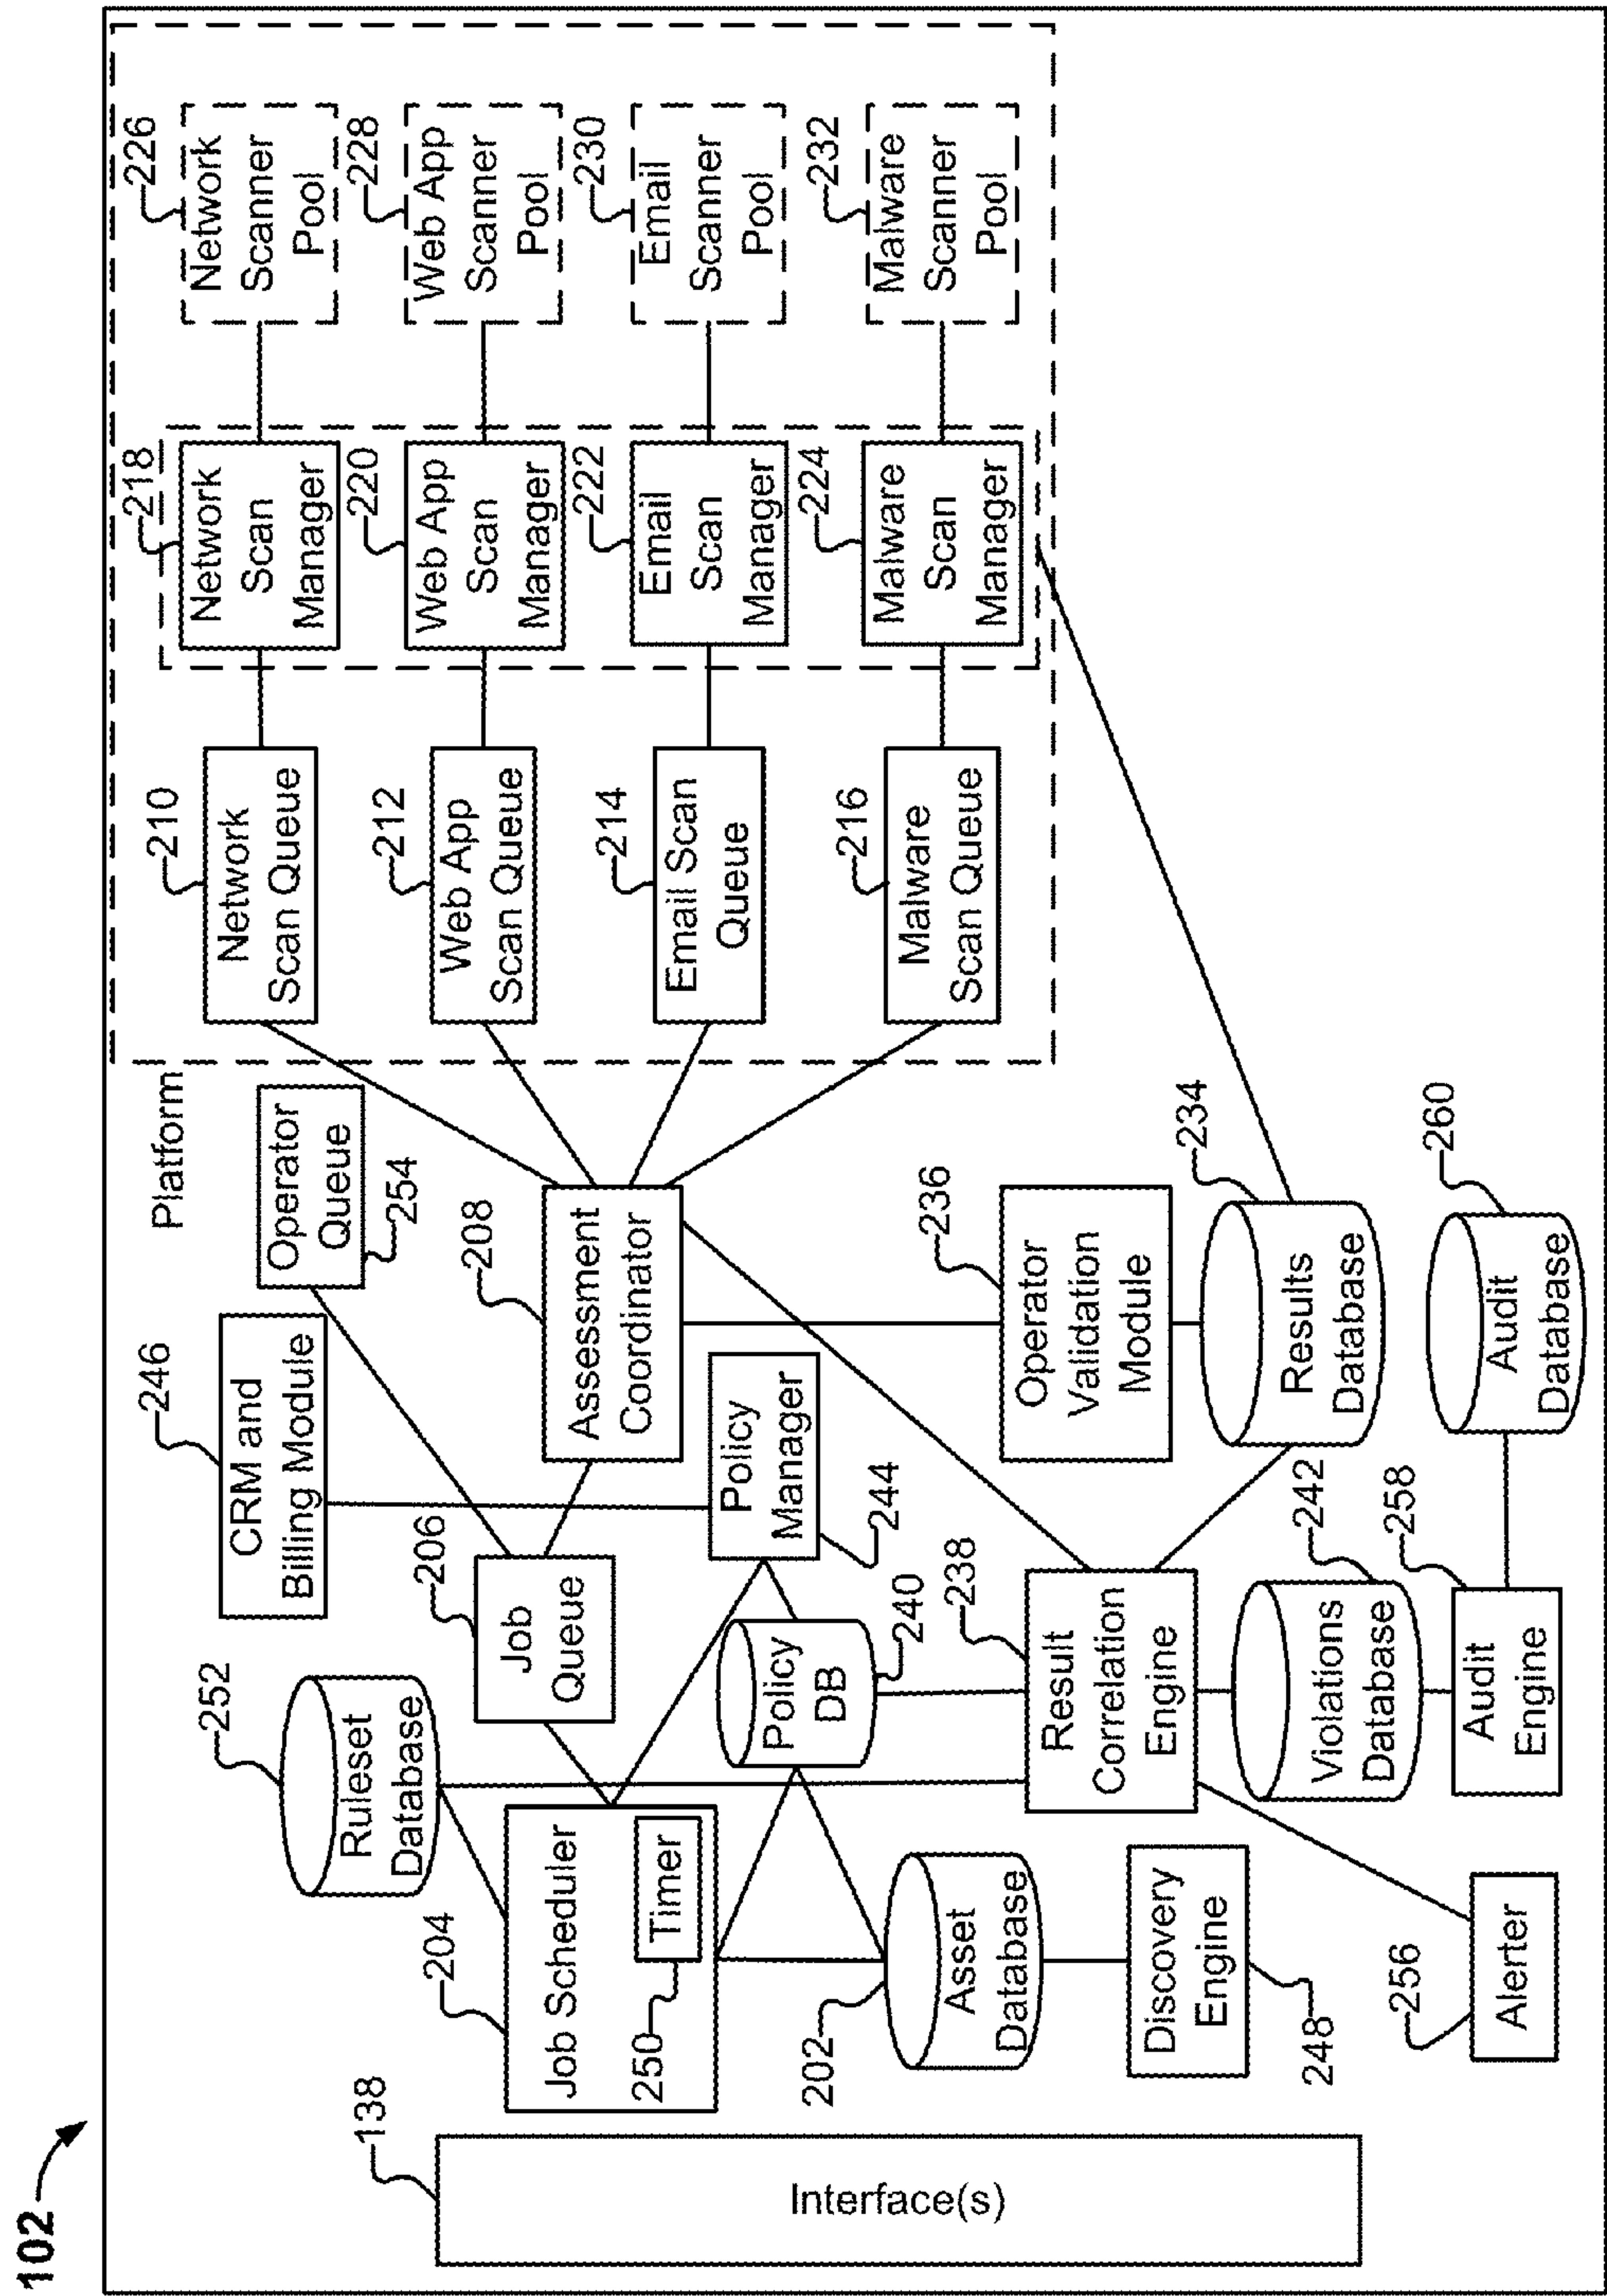 102
138
Interface(s)
Platform
246
CRM and
Billing Module
Operator
Queue
254
252
Ruleset
Database
206
Job
Queue
208
Assessment
Coordinator
204
Job Scheduler
Timer
250
Policy
Manager
244
Policy
DB
240
202
Asset
Database
Discovery
Engine
248
238
Result
Correlation
Engine
236
Operator
Validation
Module
234
Results
Database
242
Violations
Database
258
Audit
Engine
260
Audit
Database
256
Alerter
210
Network
Scan Queue
218
Network
Scan
Manager
226
Network
Scanner
Pool
212
Web App
Scan Queue
220
Web App
Scan
Manager
228
Web App
Scanner
Pool
214
Email Scan
Queue
222
Email
Scan
Manager
230
Email
Scanner
Pool
216
Malware
Scan Queue
224
Malware
Scan
Manager
232
Malware
Scanner
Pool